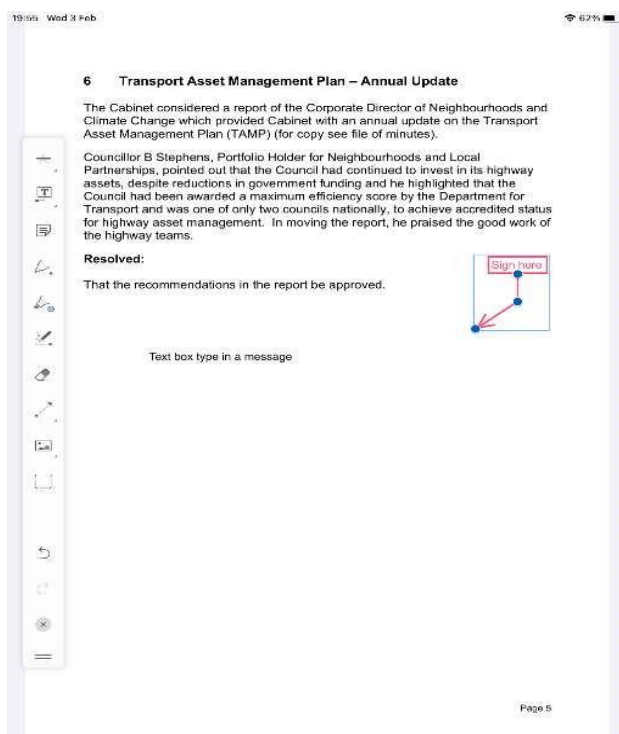 19:55 Wed 3 Feb
62%
6 Transport Asset Management Plan – Annual Update
The Cabinet considered a report of the Corporate Director of Neighbourhoods and
Climate Change which provided Cabinet with an annual update on the Transport
Asset Management Plan (TAMP) (for copy see file of minutes).
Councillor B Stephens, Portfolio Holder for Neighbourhoods and Local
Partnerships, pointed out that the Council had continued to invest in its highway
assets, despite reductions in government funding and he highlighted that the
Council had been awarded a maximum efficiency score by the Department for
Transport and was one of only two councils nationally, to achieve accredited status
for highway asset management. In moving the report, he praised the good work of
the highway teams.
Resolved:
Sign here
That the recommendations in the report be approved.
Text box type in a message
Page 5